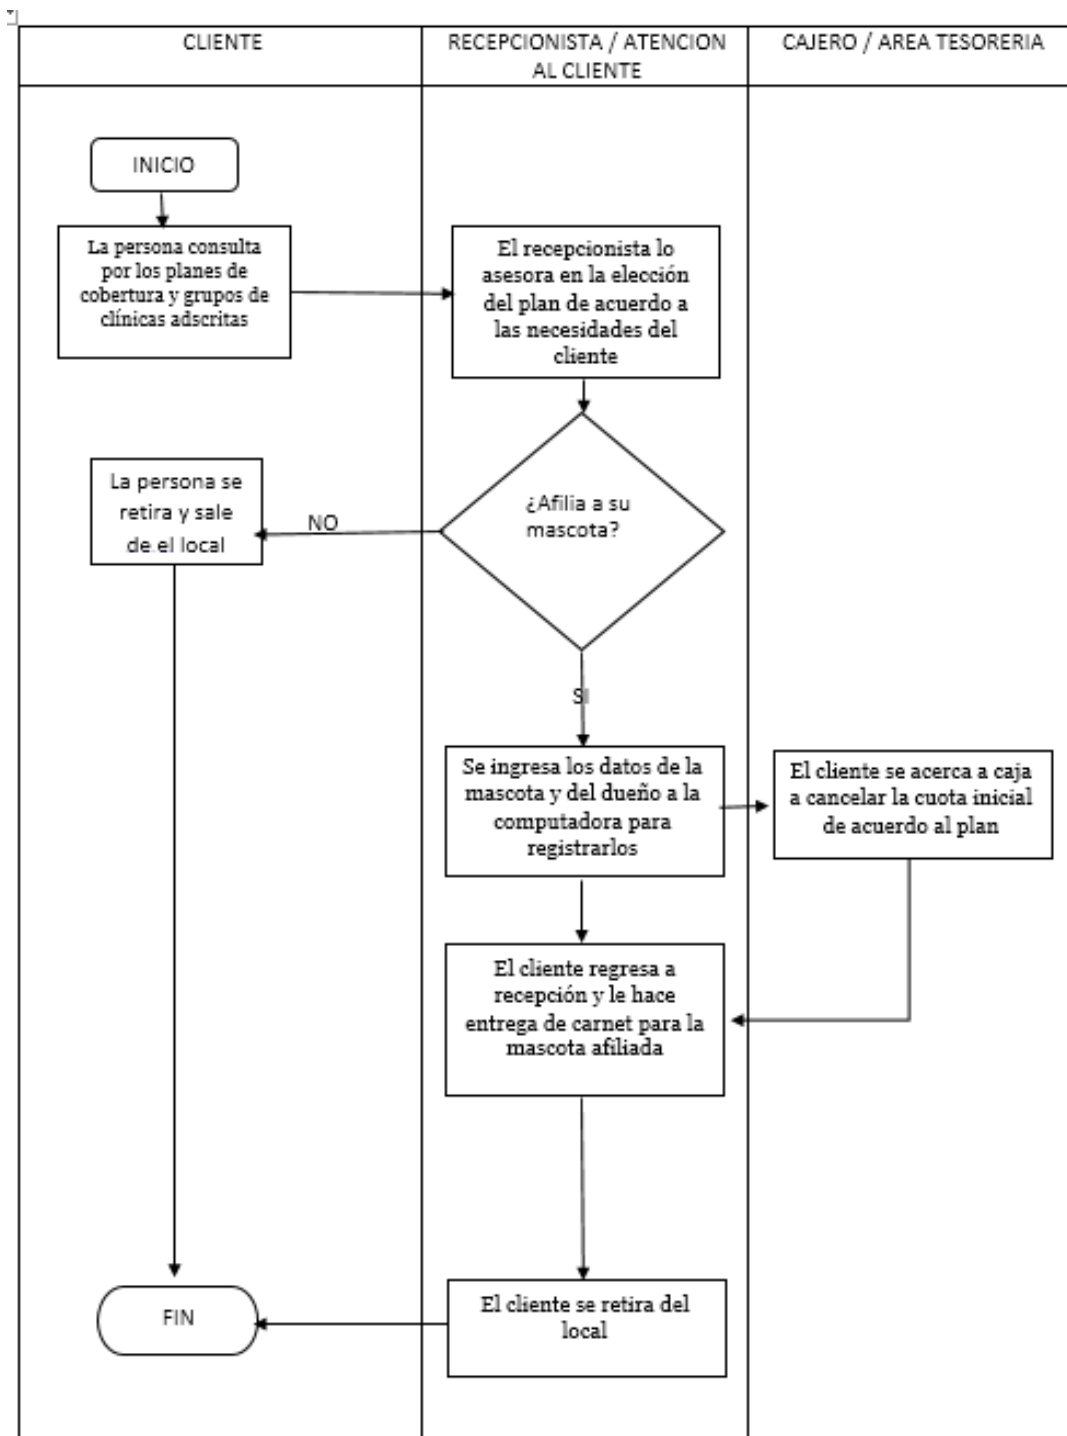 CLIENTE
RECEPCIONISTA / ATENCION
AL CLIENTE
CAJERO / AREA TESORERIA
INICIO
La persona consulta
por los planes de
cobertura y grupos de
clínicas adscritas
El recepcionista lo
asesora en la elección
del plan de acuerdo a
las necesidades del
cliente
¿Afilia a su
mascota?
NO
La persona se
retira y sale
de el local
SI
Se ingresa los datos de la
mascota y del dueño a la
computadora para
registrarlos
El cliente se acerca a caja
a cancelar la cuota inicial
de acuerdo al plan
El cliente regresa a
recepción y le hace
entrega de carnet para la
mascota afiliada
El cliente se retira del
local
FIN